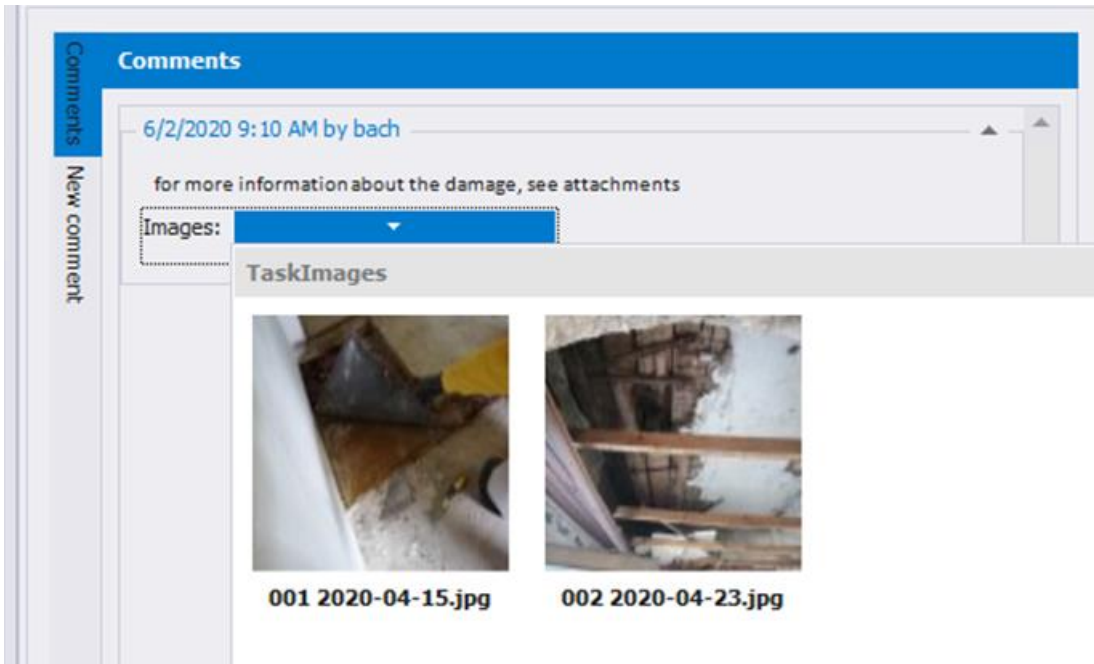 Comments
New comment
Comments
6/2/2020 9:10 AM by bach
for more information about the damage, see attachments
Images:
TaskImages
001 2020-04-15.jpg
002 2020-04-23.jpg